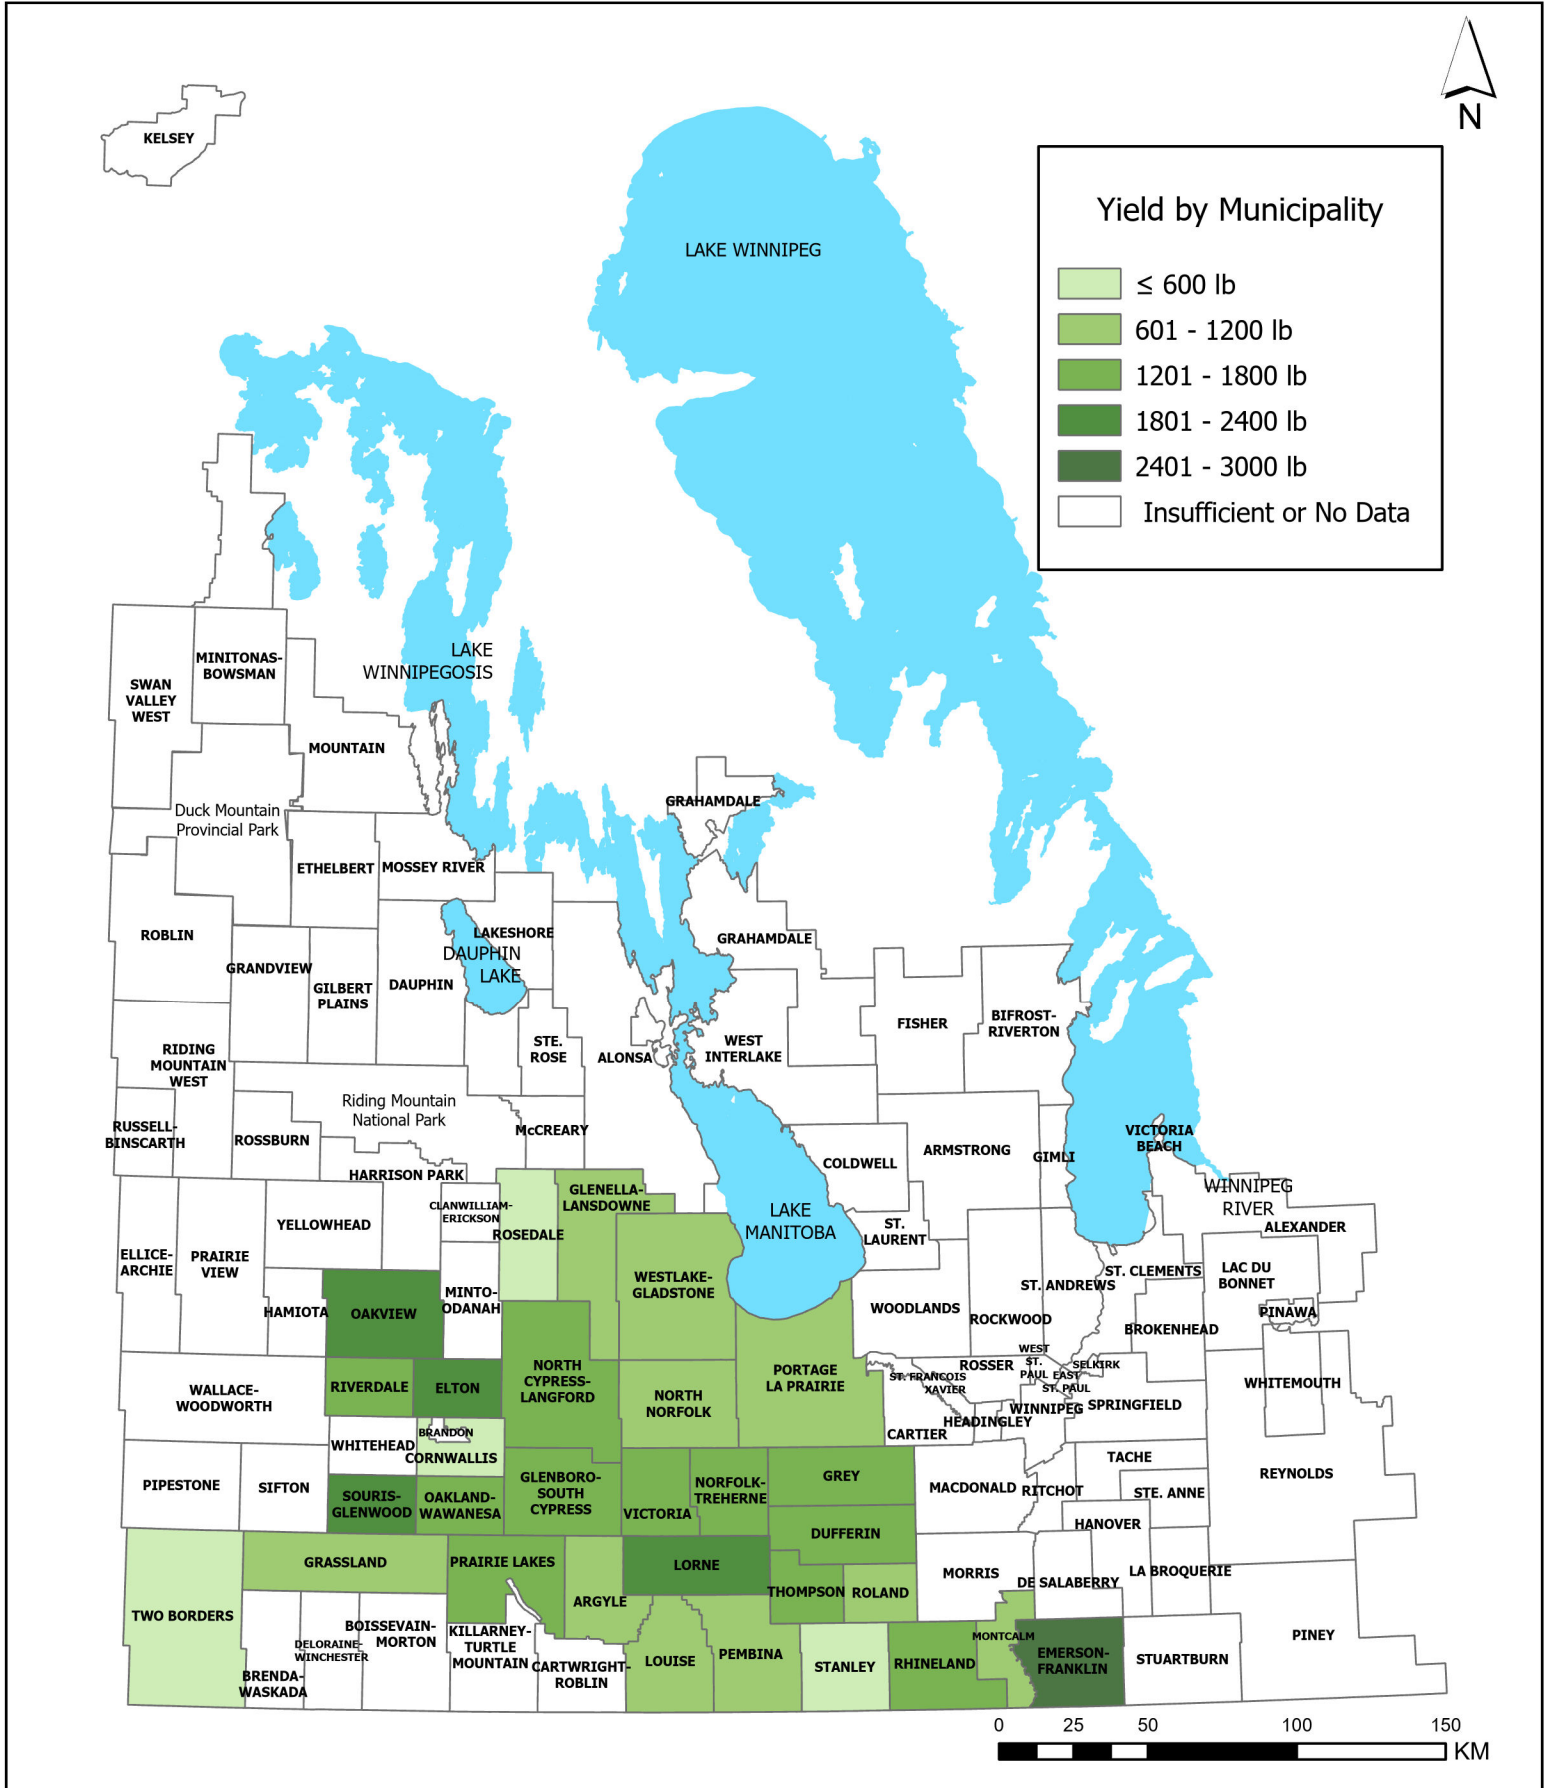 N
KELSEY
LAKE WINNIPEG
Yield by Municipality
≤ 600 lb
601 - 1200 lb
1201 - 1800 lb
1801 - 2400 lb
2401 - 3000 lb
Insufficient or No Data
LAKE
WINNIPEGOSIS
MINITONAS-
BOWSMAN
SWAN
VALLEY
WEST
MOUNTAIN
Duck Mountain
Provincial Park
GRAHAMDALE
ETHELBERT
MOSSEY RIVER
ROBLIN
LAKESHORE
DAUPHIN
LAKE
GRAHAMDALE
GRANDVIEW
GILBERT
PLAINS
DAUPHIN
FISHER
BIFROST-
RIVERTON
STE.
ROSE
ALONSA
WEST
INTERLAKE
RIDING
MOUNTAIN
WEST
Riding Mountain
National Park
RUSSELL-
BINSCARTH
ROSSBURN
McCREARY
VICTORIA
BEACH
ARMSTRONG
GIMLI
COLDWELL
HARRISON PARK
WINNIPEG
RIVER
GLENELLA-
LANSDOWNE
CLANWILLIAM-
ERICKSON
ROSEDALE
YELLOWHEAD
LAKE
MANITOBA
ST.
LAURENT
ALEXANDER
ELLICE-
ARCHIE
PRAIRIE
VIEW
WESTLAKE-
GLADSTONE
ST. CLEMENTS
LAC DU
BONNET
ST. ANDREWS
HAMIOTA
OAKVIEW
MINTO-
ODANAH
WOODLANDS
ROCKWOOD
PINAWA
BROKENHEAD
WEST
ST.
PAUL
ROSSER
SELKIRK
EAST
ST. PAUL
ST. FRANCOIS
XAVIER
NORTH
CYPRESS-
LANGFORD
PORTAGE
LA PRAIRIE
RIVERDALE
ELTON
WALLACE-
WOODWORTH
NORTH
NORFOLK
WHITEMOUTH
SPRINGFIELD
WINNIPEG
HEADINGLEY
CARTIER
BRANDON
WHITEHEAD
CORNWALLIS
TACHE
REYNOLDS
PIPESTONE
SIFTON
GLENBORO-
SOUTH
CYPRESS
NORFOLK-
TREHERNE
GREY
MACDONALD
RITCHOT
STE. ANNE
SOURIS-
GLENWOOD
OAKLAND-
WAWANESA
VICTORIA
HANOVER
DUFFERIN
GRASSLAND
PRAIRIE LAKES
LORNE
MORRIS
DE SALABERRY
LA BROQUERIE
THOMPSON
ROLAND
ARGYLE
TWO BORDERS
BOISSEVAIN-
MORTON
DELORAINE-
WINCHESTER
KILLARNEY-
TURTLE
MOUNTAIN
BRENDA-
WASKADA
CARTWRIGHT-
ROBLIN
LOUISE
PEMBINA
STANLEY
RHINELAND
MONTCALM
EMERSON-
FRANKLIN
STUARTBURN
PINEY
0 25 50 100 150
KM